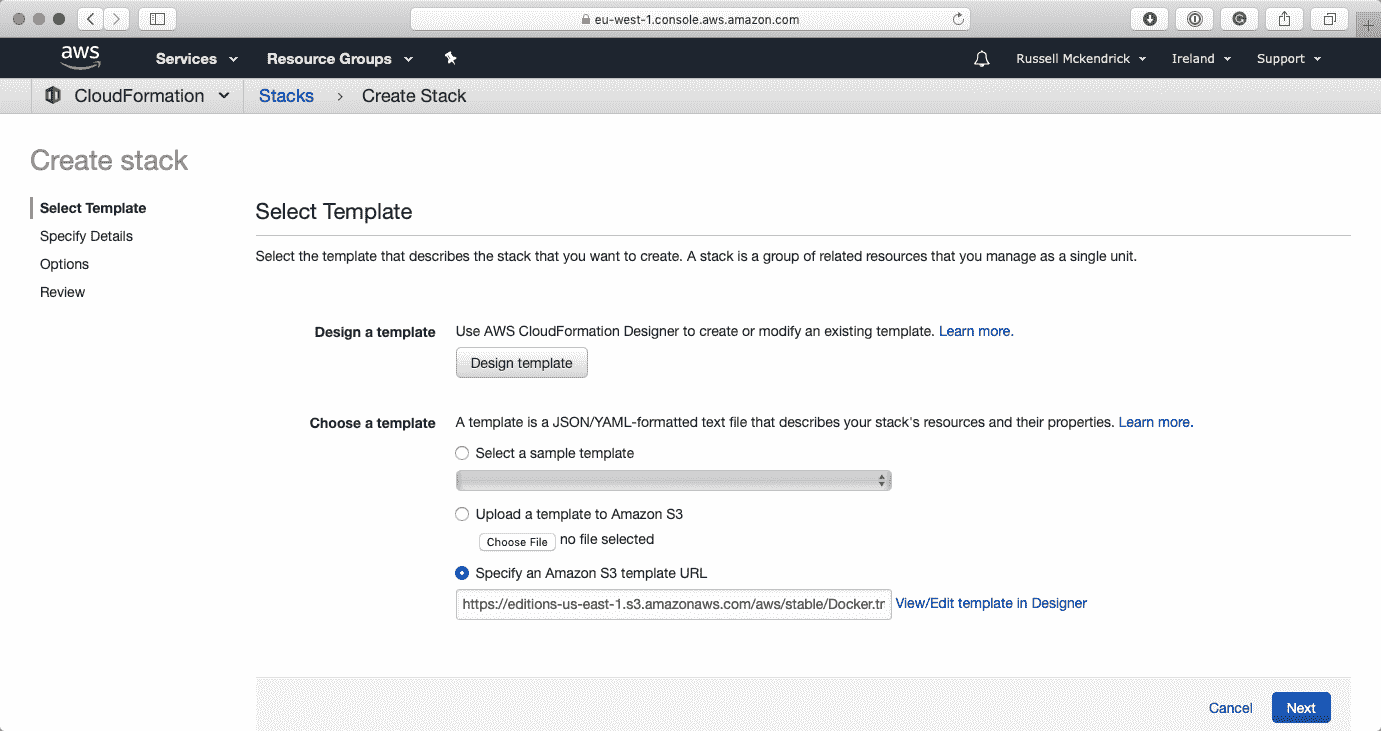 eu-west-1.console.aws.amazon.com
aws Services Resource Groups Russell Mckendrick Ireland Support
CloudFormation Stacks › Create Stack
Create stack
Select Template
Specify Details
Options
Review
Select Template
Select the template that describes the stack that you want to create. A stack is a group of related resources that you manage as a single unit.
Design a template Use AWS CloudFormation Designer to create or modify an existing template. Learn more.
Design template
Choose a template A template is a JSON/YAML-formatted text file that describes your stack's resources and their properties. Learn more.
Select a sample template
Upload a template to Amazon S3
Choose File no file selected
Specify an Amazon S3 template URL
https://editions-us-east-1.s3.amazonaws.com/aws/stable/Docker.tr View/Edit template in Designer
Cancel Next